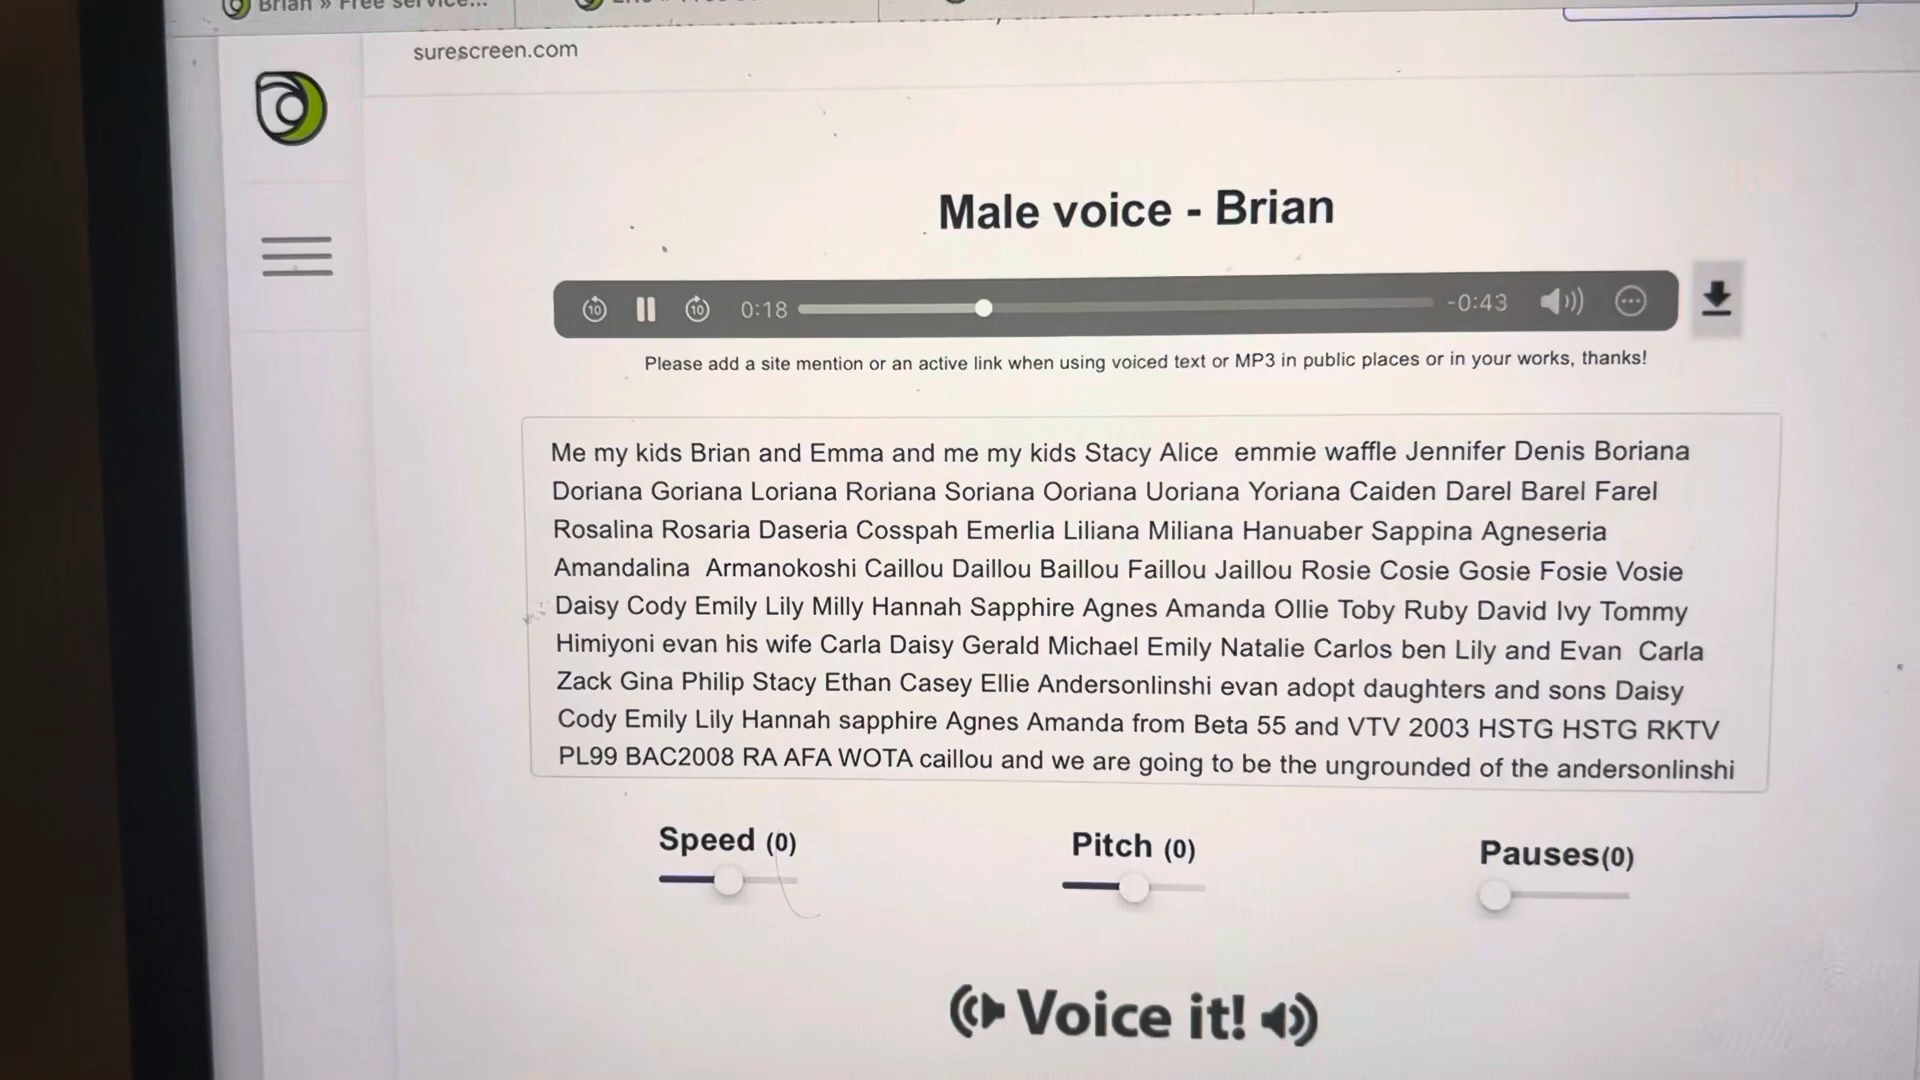 Brian » Free service...
surescreen.com
Male voice - Brian
10 10 0:18 -0:43
Please add a site mention or an active link when using voiced text or MP3 in public places or in your works, thanks!
Me my kids Brian and Emma and me my kids Stacy Alice emmie waffle Jennifer Denis Boriana
Doriana Goriana Loriana Roriana Soriana Ooriana Uoriana Yoriana Caiden Darel Barel Farel
Rosalina Rosaria Daseria Cosspah Emerlia Liliana Miliana Hanuaber Sappina Agneseria
Amandalina Armanokoshi Caillou Daillou Baillou Faillou Jaillou Rosie Cosie Gosie Fosie Vosie
Daisy Cody Emily Lily Milly Hannah Sapphire Agnes Amanda Ollie Toby Ruby David Ivy Tommy
Himiyoni evan his wife Carla Daisy Gerald Michael Emily Natalie Carlos ben Lily and Evan Carla
Zack Gina Philip Stacy Ethan Casey Ellie Andersonlinshi evan adopt daughters and sons Daisy
Cody Emily Lily Hannah sapphire Agnes Amanda from Beta 55 and VTV 2003 HSTG HSTG RKTV
PL99 BAC2008 RA AFA WOTA caillou and we are going to be the ungrounded of the andersonlinshi
Speed (0) Pitch (0) Pauses(0)
Voice it!